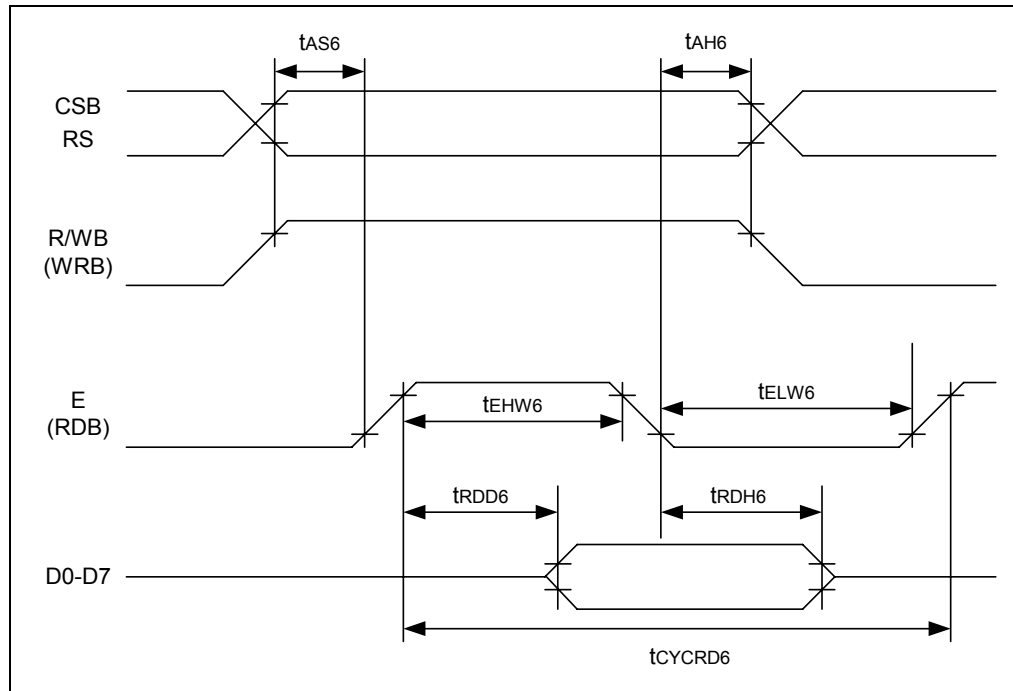 tAS6
tAH6
CSB
RS
R/WB
(WRB)
E
(RDB)
tEHW6
tELW6
tRDD6
tRDH6
D0-D7
tCYCRD6